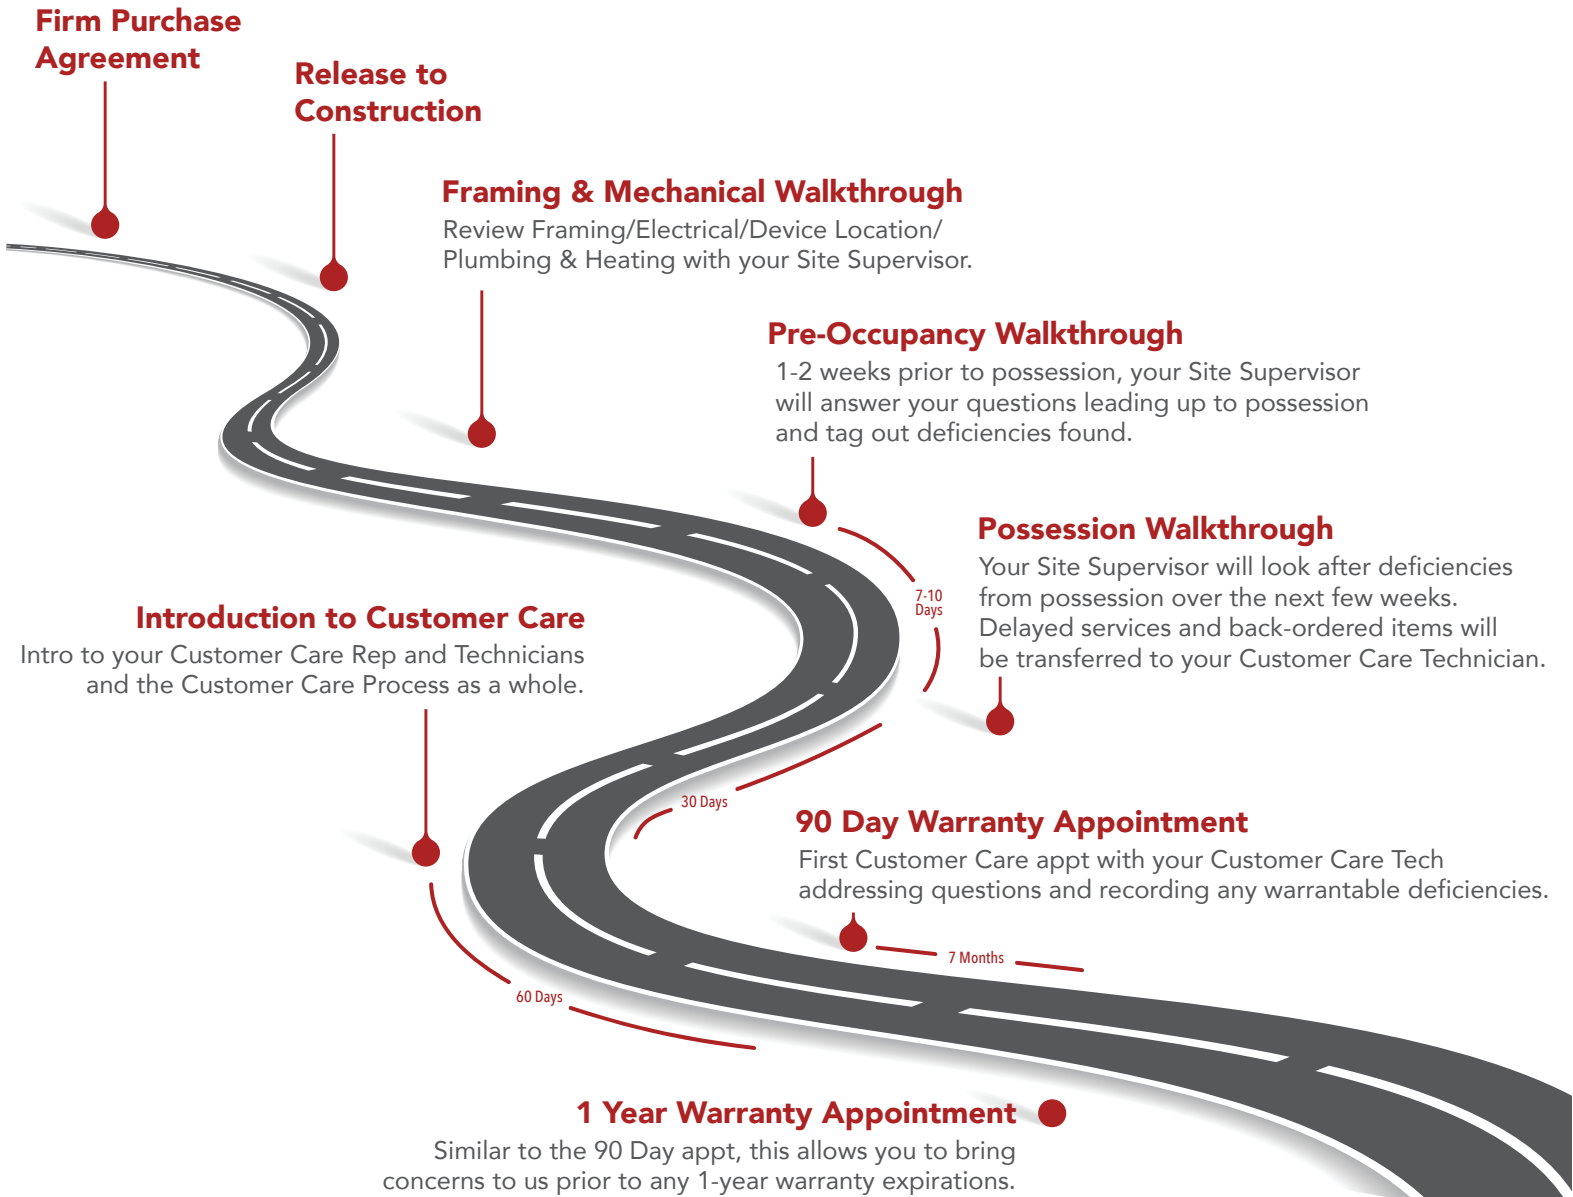 Firm Purchase
Agreement
Release to
Construction
Framing & Mechanical Walkthrough
Review Framing/Electrical/Device Location/
Plumbing & Heating with your Site Supervisor.
Pre-Occupancy Walkthrough
1-2 weeks prior to possession, your Site Supervisor
will answer your questions leading up to possession
and tag out deficiencies found.
7-10
Days
Possession Walkthrough
Your Site Supervisor will look after deficiencies
from possession over the next few weeks.
Delayed services and back-ordered items will
be transferred to your Customer Care Technician.
30 Days
Introduction to Customer Care
Intro to your Customer Care Rep and Technicians
and the Customer Care Process as a whole.
60 Days
90 Day Warranty Appointment
First Customer Care appt with your Customer Care Tech
addressing questions and recording any warrantable deficiencies.
7 Months
1 Year Warranty Appointment
Similar to the 90 Day appt, this allows you to bring
concerns to us prior to any 1-year warranty expirations.